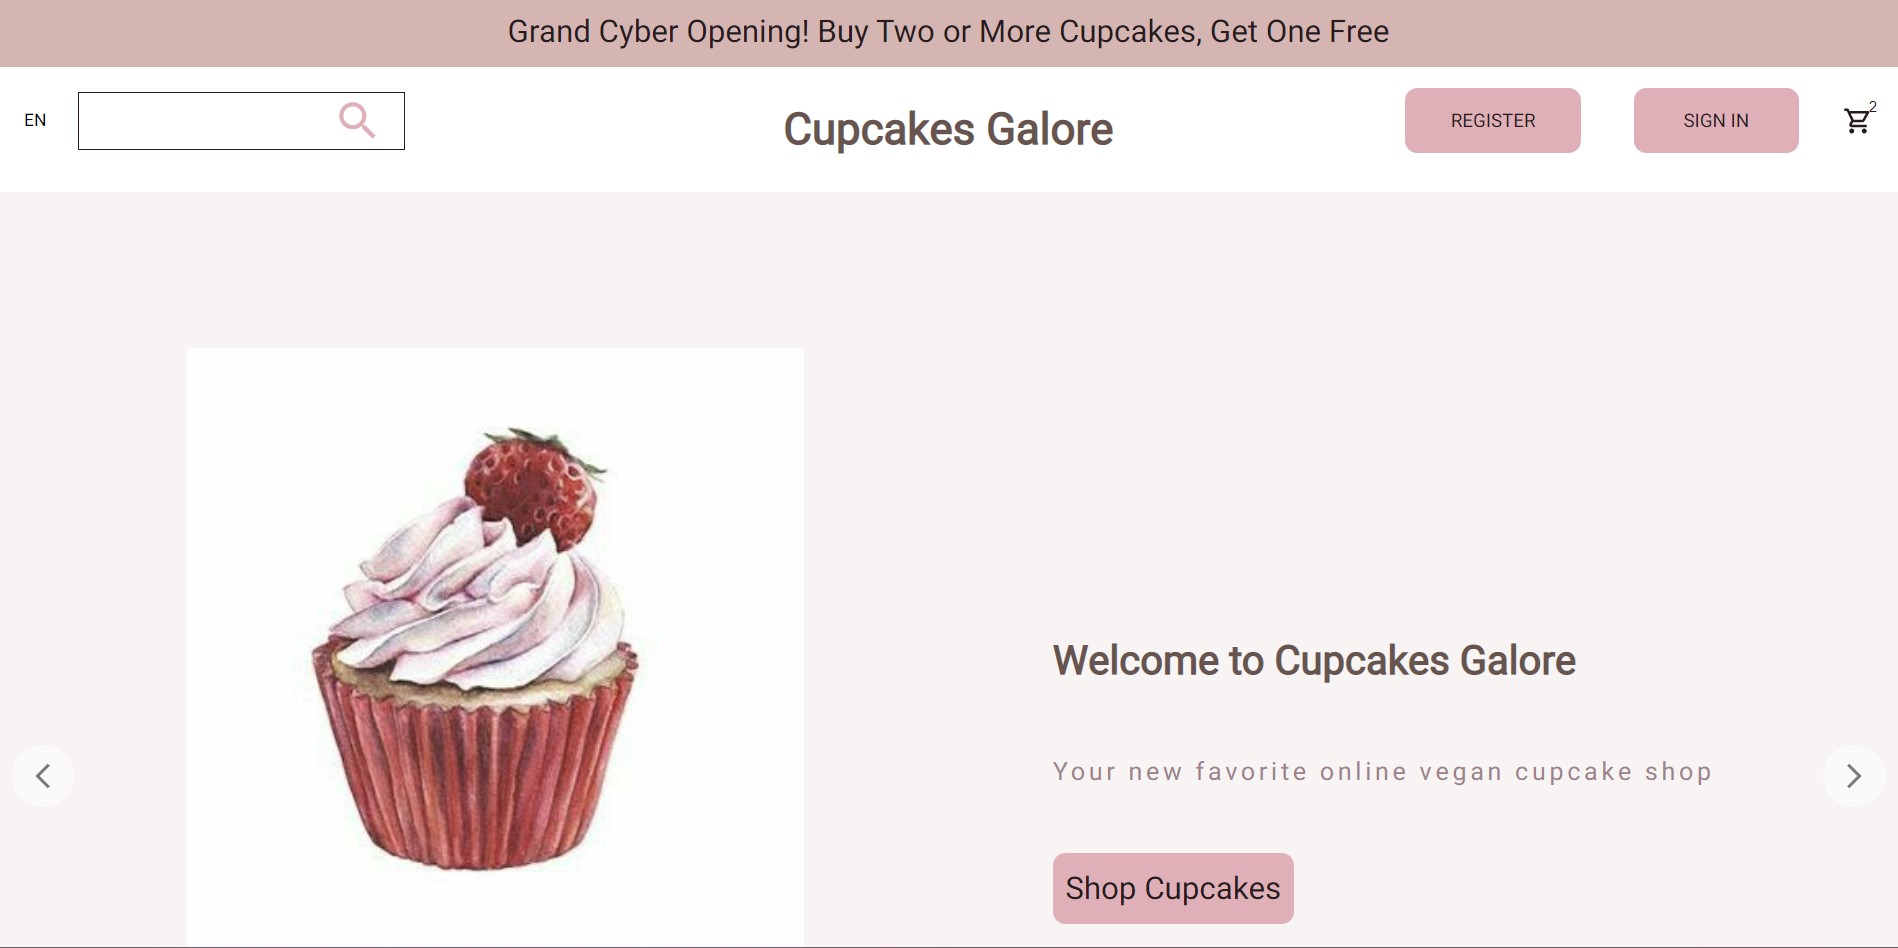 Grand Cyber Opening! Buy Two or More Cupcakes, Get One Free
EN
Cupcakes Galore
REGISTER
SIGN IN
2
Welcome to Cupcakes Galore
Your new favorite online vegan cupcake shop
Shop Cupcakes